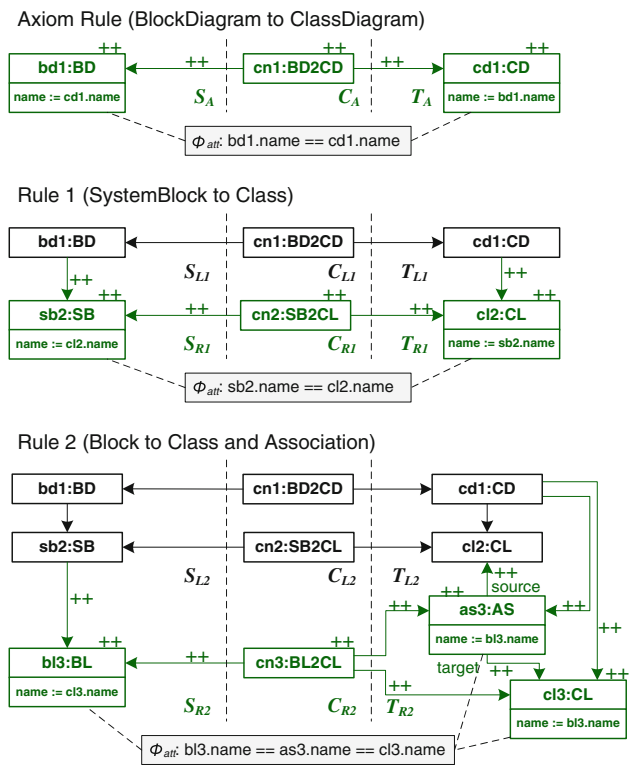 Axiom Rule (BlockDiagram to ClassDiagram)
++ ++ ++
bd1:BD ++ cn1:BD2CD ++ cd1:CD
name := cd1.name S_A C_A T_A name := bd1.name
Φ_att: bd1.name == cd1.name
Rule 1 (SystemBlock to Class)
bd1:BD cn1:BD2CD cd1:CD
++ S_L1 C_L1 T_L1 ++
++ ++ ++
sb2:SB ++ cn2:SB2CL ++ cl2:CL
name := cl2.name S_R1 C_R1 T_R1 name := sb2.name
Φ_att: sb2.name == cl2.name
Rule 2 (Block to Class and Association)
bd1:BD cn1:BD2CD cd1:CD
sb2:SB cn2:SB2CL cl2:CL
S_L2 C_L2 T_L2 ++
source
++ ++ ++ as3:AS ++
name := bl3.name ++
++ ++ target ++ ++
bl3:BL ++ cn3:BL2CL ++ cl3:CL
name := cl3.name S_R2 C_R2 T_R2 name := bl3.name
Φ_att: bl3.name == as3.name == cl3.name